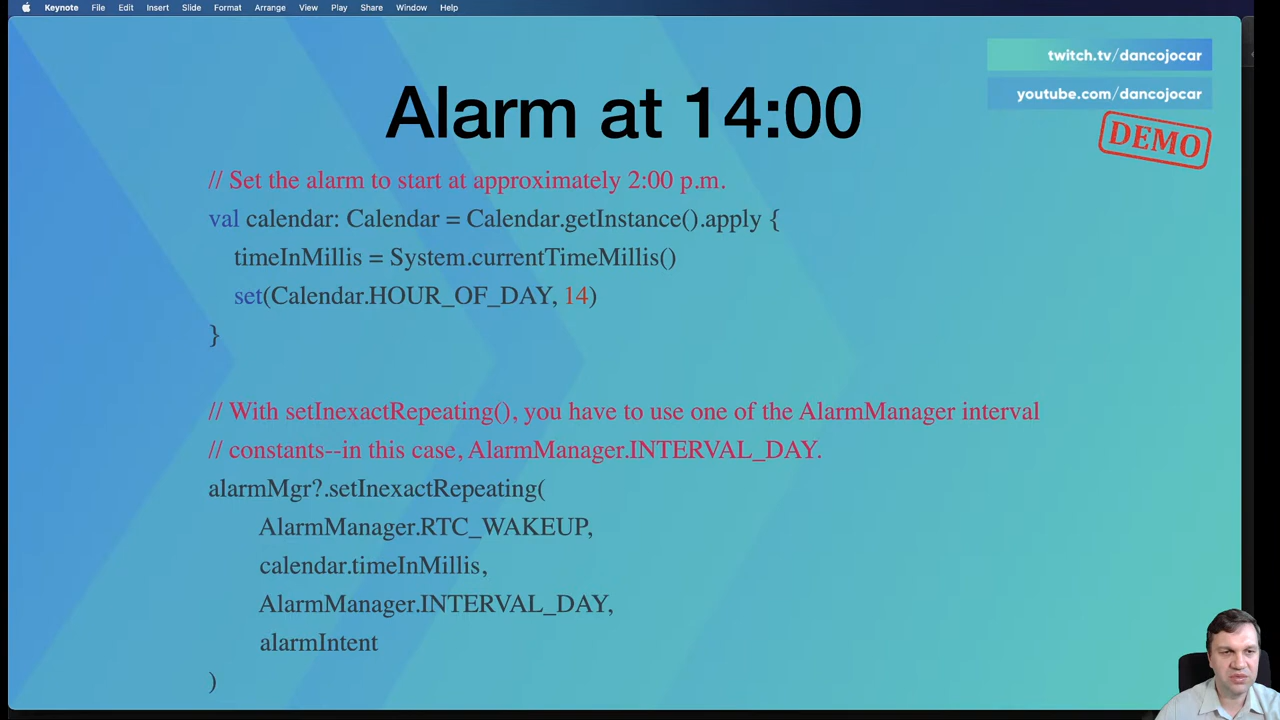 Keynote File Edit Insert Slide Format Arrange View Play Share Window Help
twitch.tv/dancojocar
youtube.com/dancojocar
DEMO
Alarm at 14:00
// Set the alarm to start at approximately 2:00 p.m.
val calendar: Calendar = Calendar.getInstance().apply {
timeInMillis = System.currentTimeMillis()
set(Calendar.HOUR_OF_DAY, 14)
}
// With setInexactRepeating(), you have to use one of the AlarmManager interval
// constants--in this case, AlarmManager.INTERVAL_DAY.
alarmMgr?.setInexactRepeating(
AlarmManager.RTC_WAKEUP,
calendar.timeInMillis,
AlarmManager.INTERVAL_DAY,
alarmIntent
)